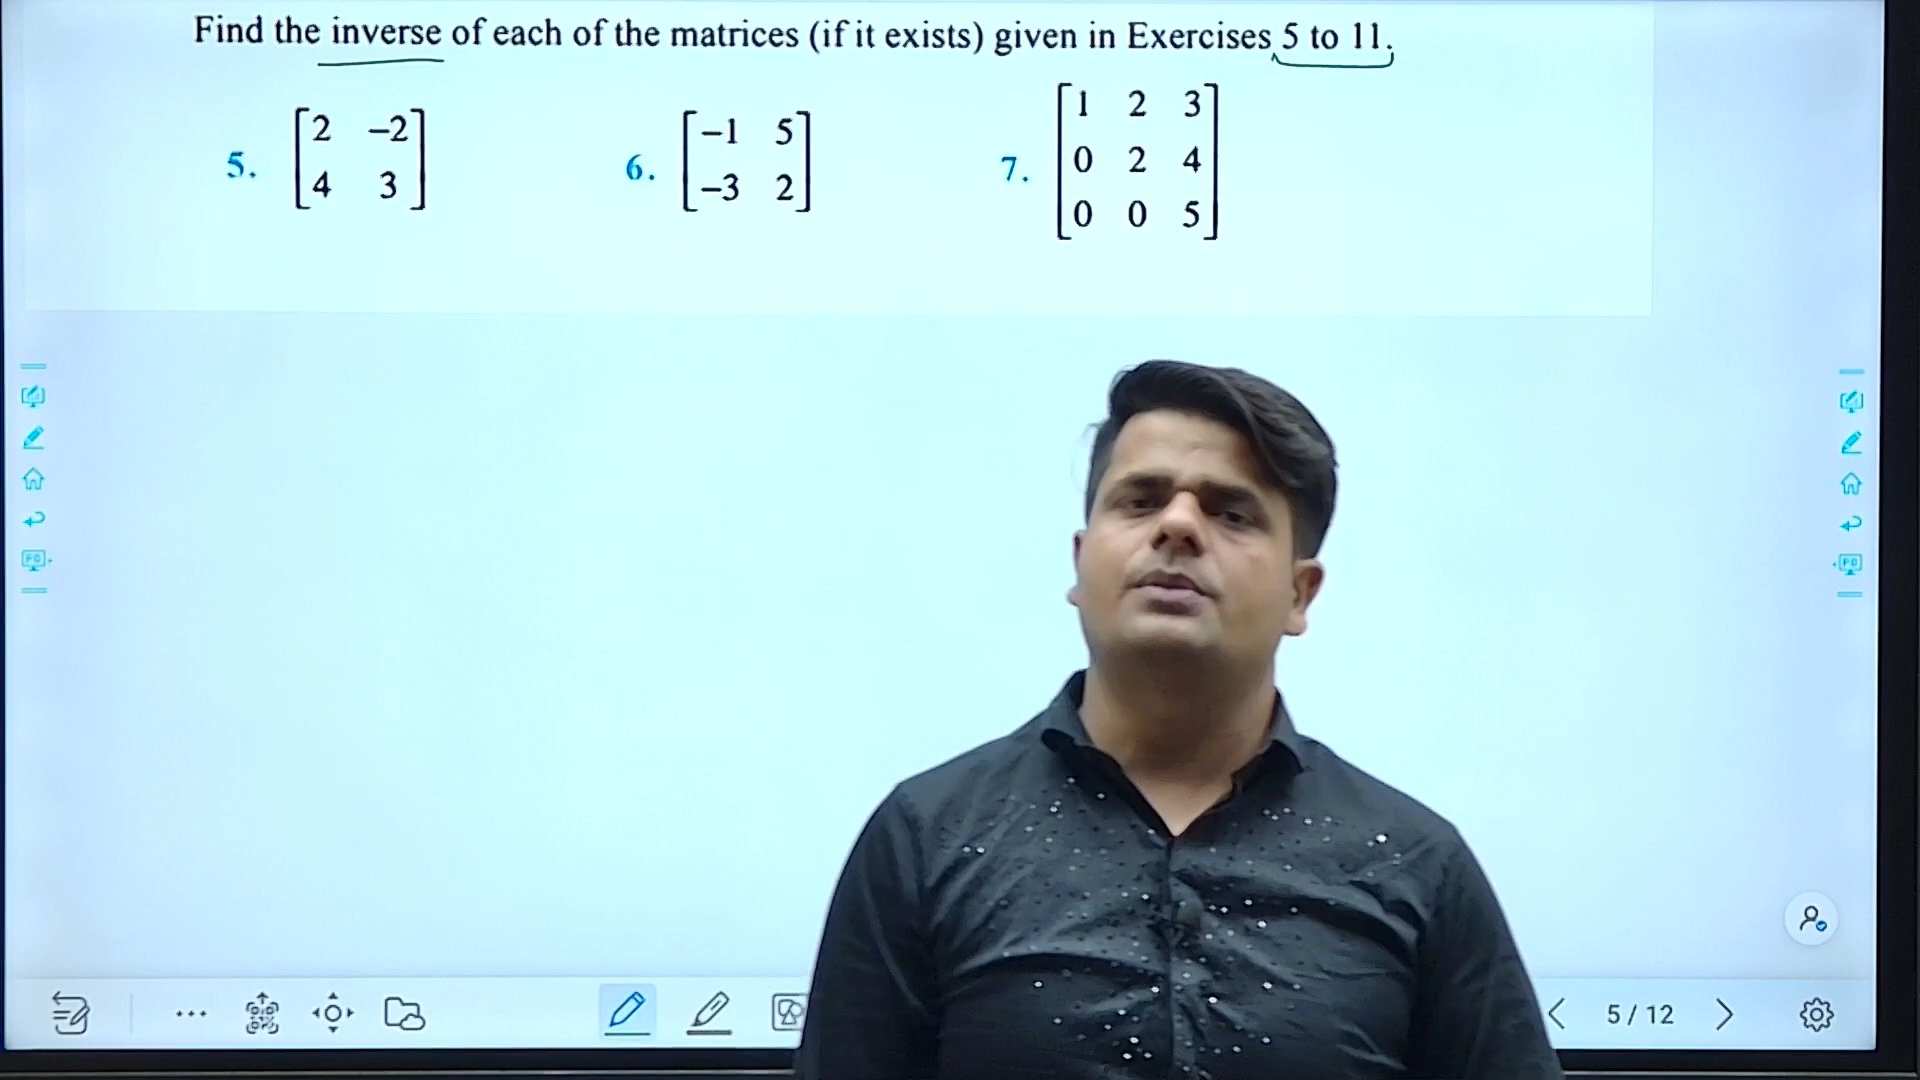 Find the inverse of each of the matrices (if it exists) given in Exercises 5 to 11.
5. [2 –2
4 3]
6. [–1 5
–3 2]
7. [1 2 3
0 2 4
0 0 5]
5 / 12